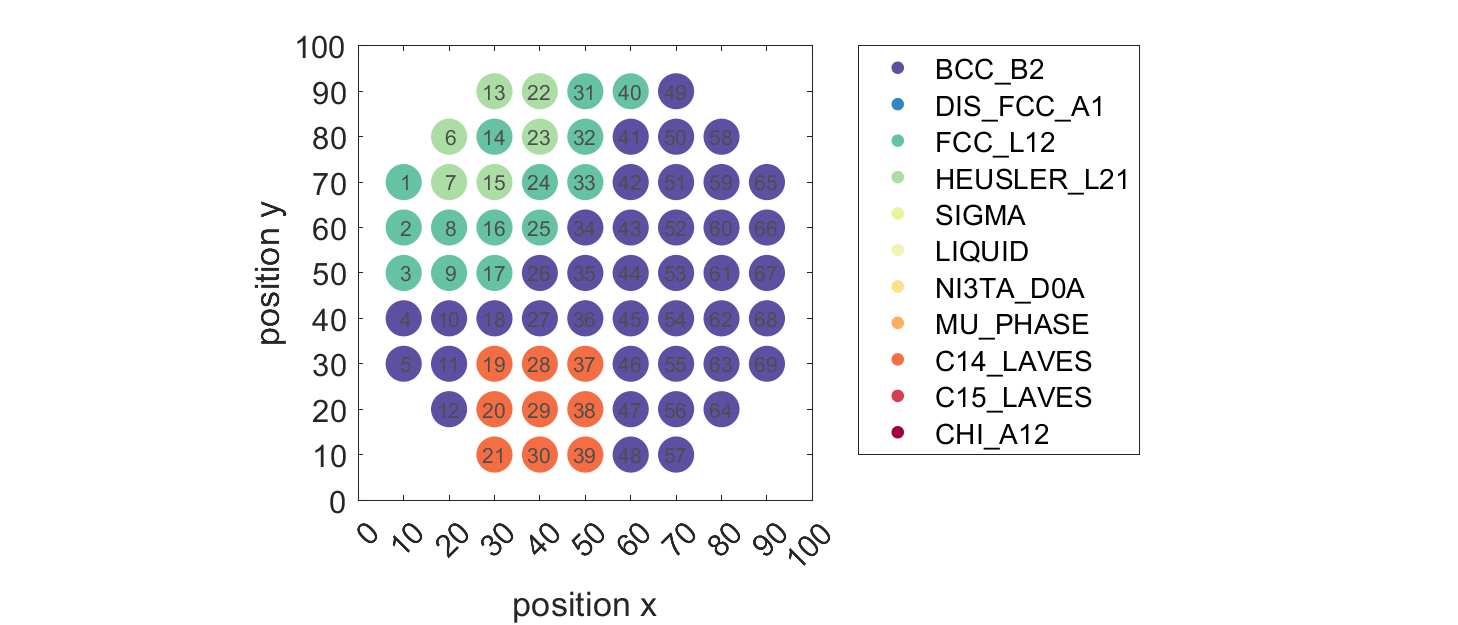 100
90
80
70
60
50
40
30
20
10
0
position y
13 22 31 40 49
6 14 23 32 41 50 58
1 7 15 24 33 42 51 59 65
2 8 16 25 34 43 52 60 66
3 9 17 26 35 44 53 61 67
4 10 18 27 36 45 54 62 68
5 11 19 28 37 46 55 63 69
12 20 29 38 47 56 64
21 30 39 48 57
0 10 20 30 40 50 60 70 80 90 100
position x
BCC_B2
DIS_FCC_A1
FCC_L12
HEUSLER_L21
SIGMA
LIQUID
NI3TA_D0A
MU_PHASE
C14_LAVES
C15_LAVES
CHI_A12